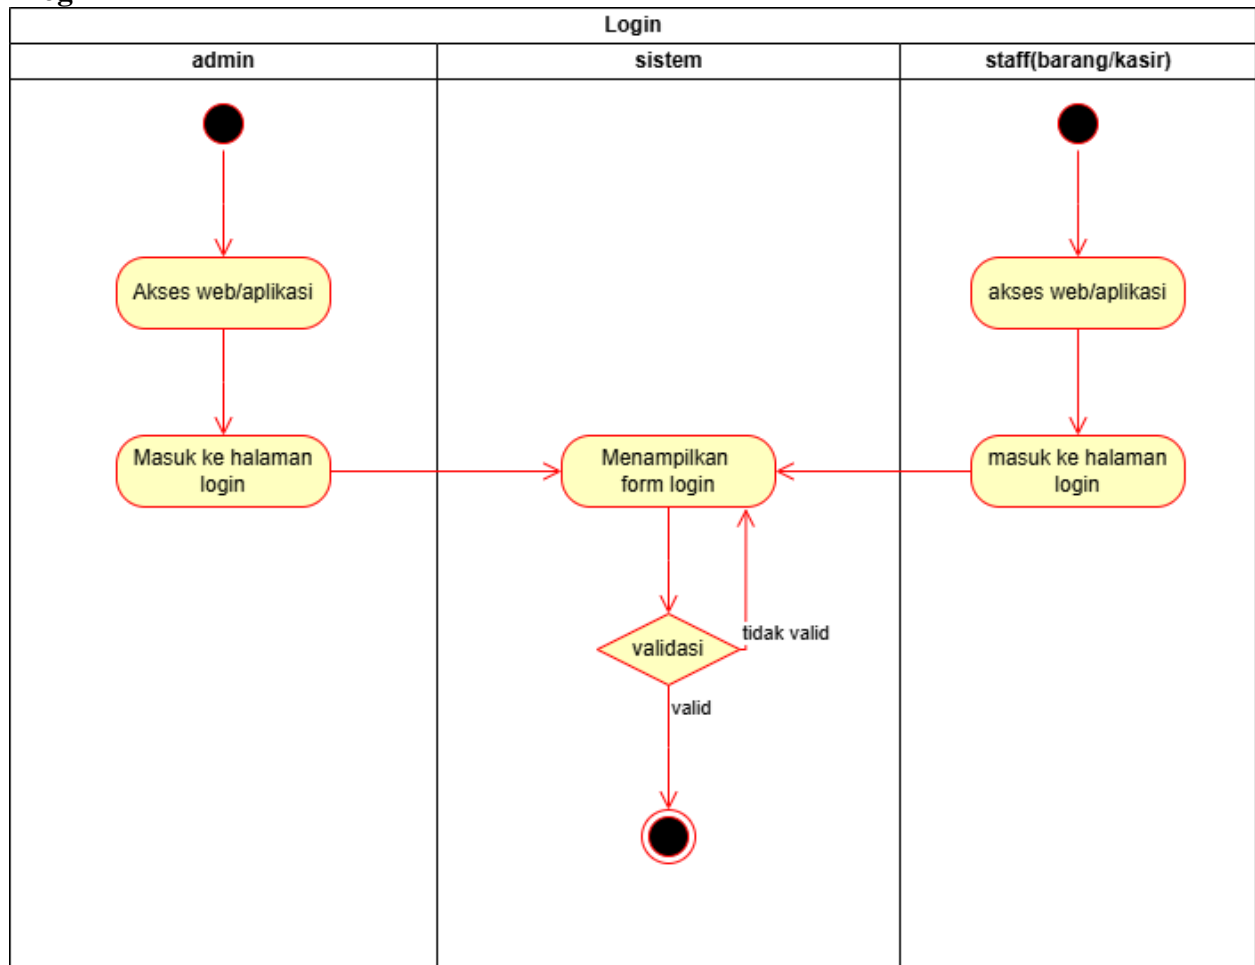 Login
admin
sistem
staff(barang/kasir)
Akses web/aplikasi
akses web/aplikasi
Masuk ke halaman
login
Menampilkan
form login
masuk ke halaman
login
tidak valid
validasi
valid